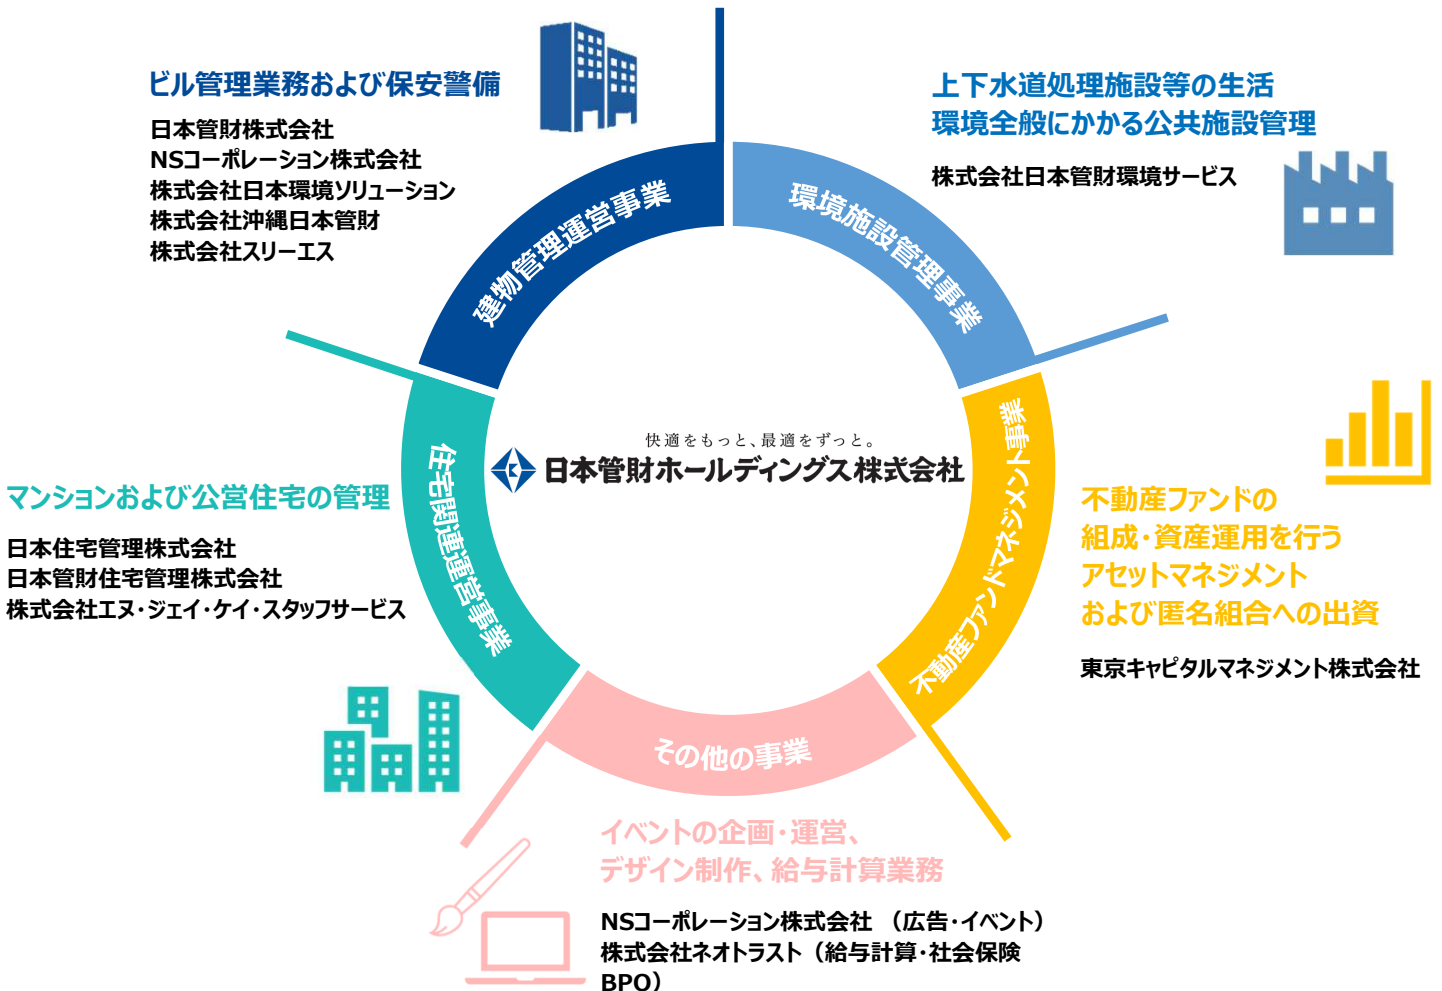 ビル管理業務および保安警備
日本管財株式会社
NSコーポレーション株式会社
株式会社日本環境ソリューション
株式会社沖縄日本管財
株式会社スリーエス
上下水道処理施設等の生活
環境全般にかかる公共施設管理
株式会社日本管財環境サービス
建物管理運営事業
環境施設管理事業
快適をもっと、最適をずっと。
日本管財ホールディングス株式会社
住宅関連運営事業
不動産ファンドマネジメント事業
その他の事業
マンションおよび公営住宅の管理
日本住宅管理株式会社
日本管財住宅管理株式会社
株式会社エヌ・ジェイ・ケイ・スタッフサービス
不動産ファンドの
組成・資産運用を行う
アセットマネジメント
および匿名組合への出資
東京キャピタルマネジメント株式会社
イベントの企画・運営、
デザイン制作、給与計算業務
NSコーポレーション株式会社 （広告・イベント）
株式会社ネオトラスト（給与計算・社会保険
BPO）